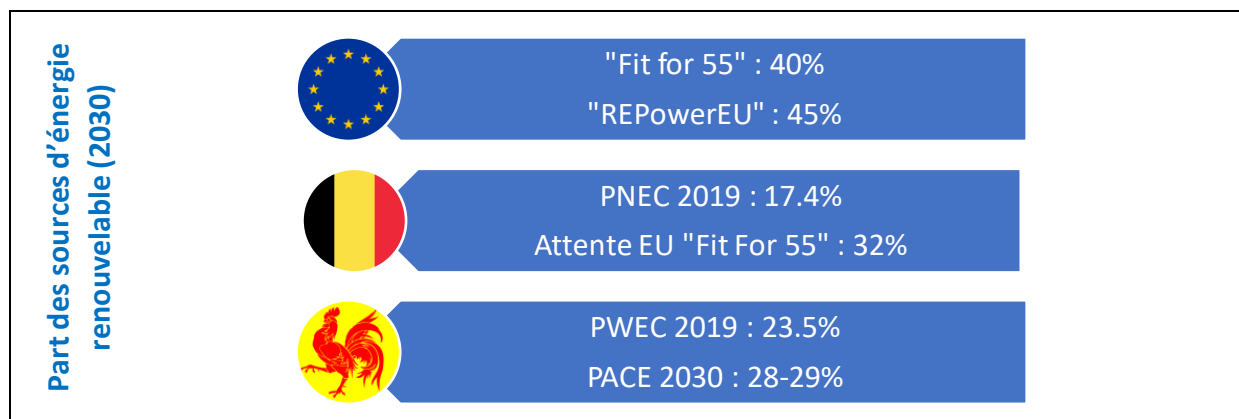 Part des sources d'énergie
renouvelable (2030)
"Fit for 55" : 40%
"REPowerEU" : 45%
PNEC 2019 : 17.4%
Attente EU "Fit For 55" : 32%
PWEC 2019 : 23.5%
PACE 2030 : 28-29%